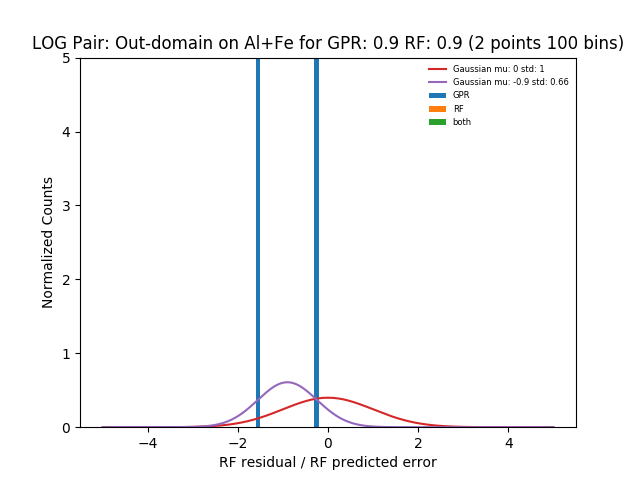 LOG Pair: Out-domain on Al+Fe for GPR: 0.9 RF: 0.9 (2 points 100 bins)
Gaussian mu: 0 std: 1
Gaussian mu: -0.9 std: 0.66
GPR
RF
both
Normalized Counts
5
4
3
2
1
0
−4 −2 0 2 4
RF residual / RF predicted error